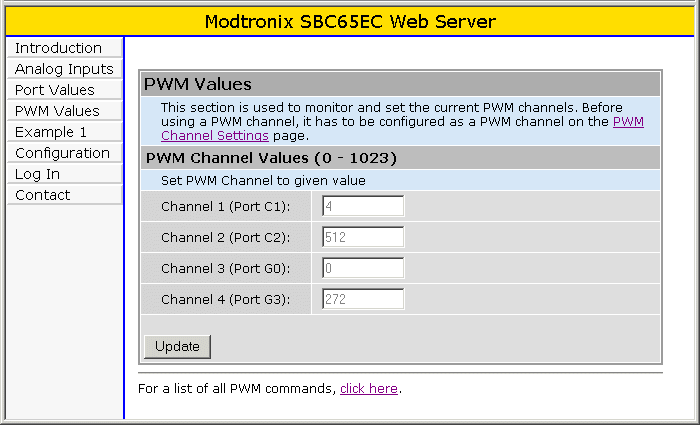 Modtronix SBC65EC Web Server
Introduction
Analog Inputs
Port Values
PWM Values
Example 1
Configuration
Log In
Contact
PWM Values
This section is used to monitor and set the current PWM channels. Before
using a PWM channel, it has to be configured as a PWM channel on the PWM
Channel Settings page.
PWM Channel Values (0 - 1023)
Set PWM Channel to given value
Channel 1 (Port C1): 4
Channel 2 (Port C2): 512
Channel 3 (Port G0): 0
Channel 4 (Port G3): 272
Update
For a list of all PWM commands, click here.